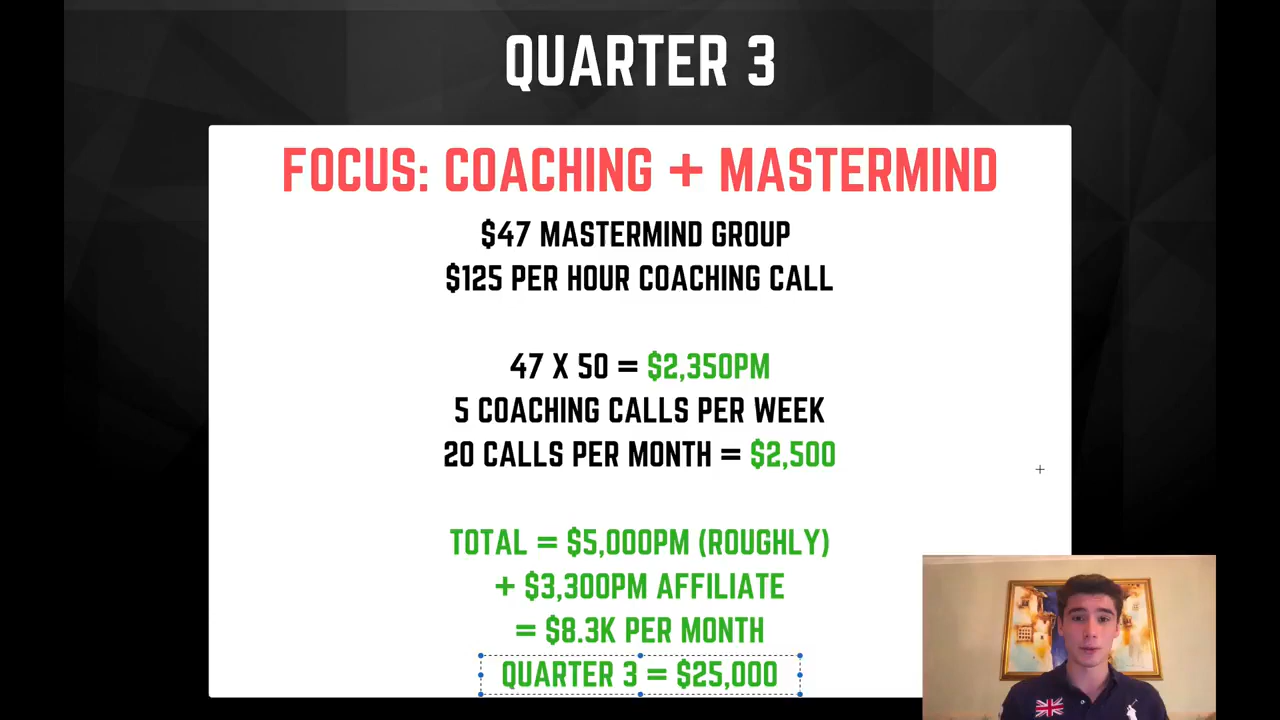 QUARTER 3
FOCUS: COACHING + MASTERMIND
$47 MASTERMIND GROUP
$125 PER HOUR COACHING CALL
47 X 50 = $2,350PM
5 COACHING CALLS PER WEEK
20 CALLS PER MONTH = $2,500
TOTAL = $5,000PM (ROUGHLY)
+ $3,300PM AFFILIATE
= $8.3K PER MONTH
QUARTER 3 = $25,000